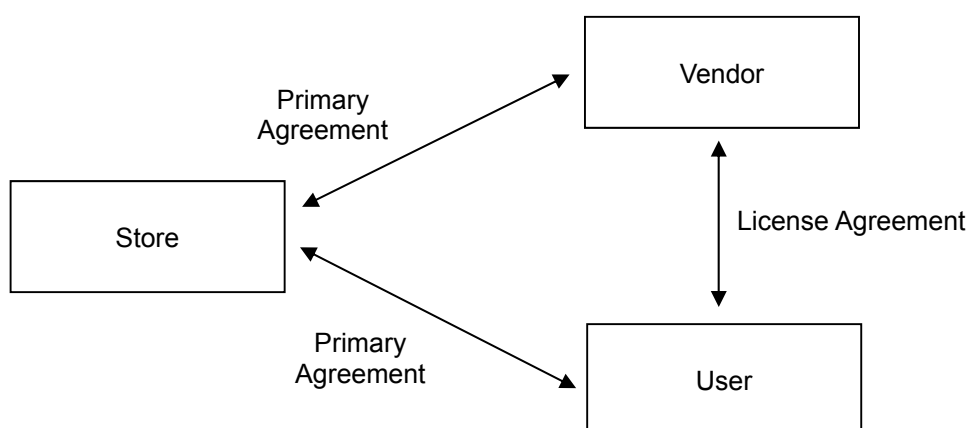 Vendor
Primary
Agreement
Store
License Agreement
Primary
Agreement
User